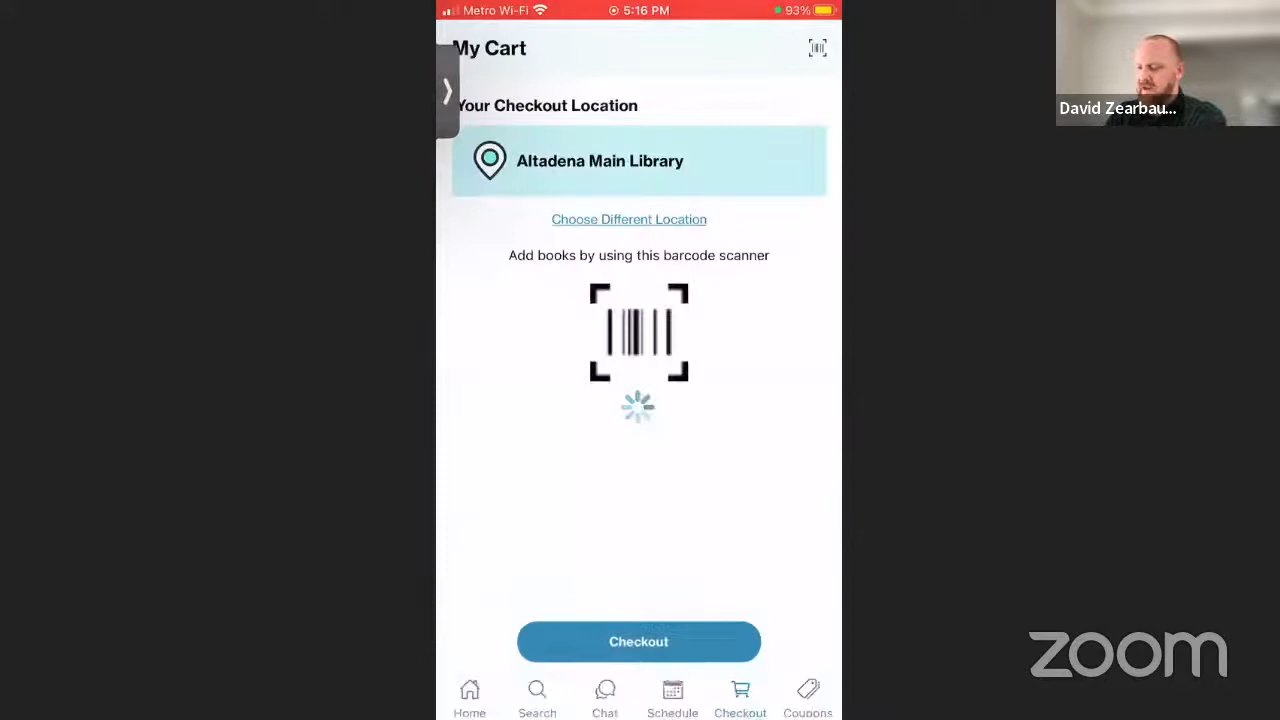 Metro Wi-Fi 5:16 PM 93%
My Cart
David Zearbau...
Your Checkout Location
Altadena Main Library
Choose Different Location
Add books by using this barcode scanner
Checkout
zoom
Home Search Chat Schedule Checkout Coupons